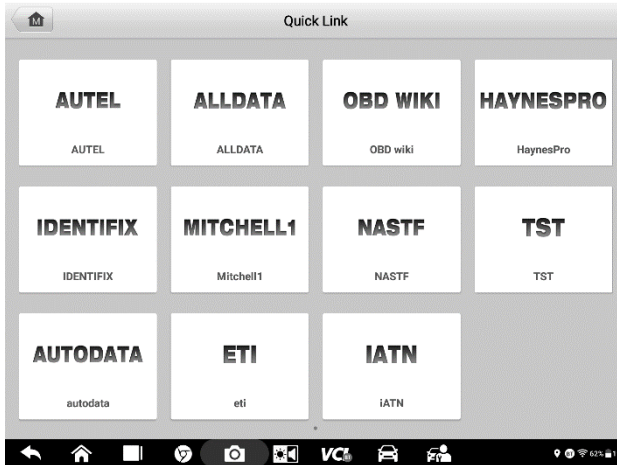 M
Quick Link
AUTEL
ALLDATA
OBD WIKI
HAYNESPRO
AUTEL
ALLDATA
OBD wiki
HaynesPro
IDENTIFIX
MITCHELL1
NASTF
TST
IDENTIFIX
Mitchell1
NASTF
TST
AUTODATA
ETI
IATN
autodata
eti
iATN
VCI
62%